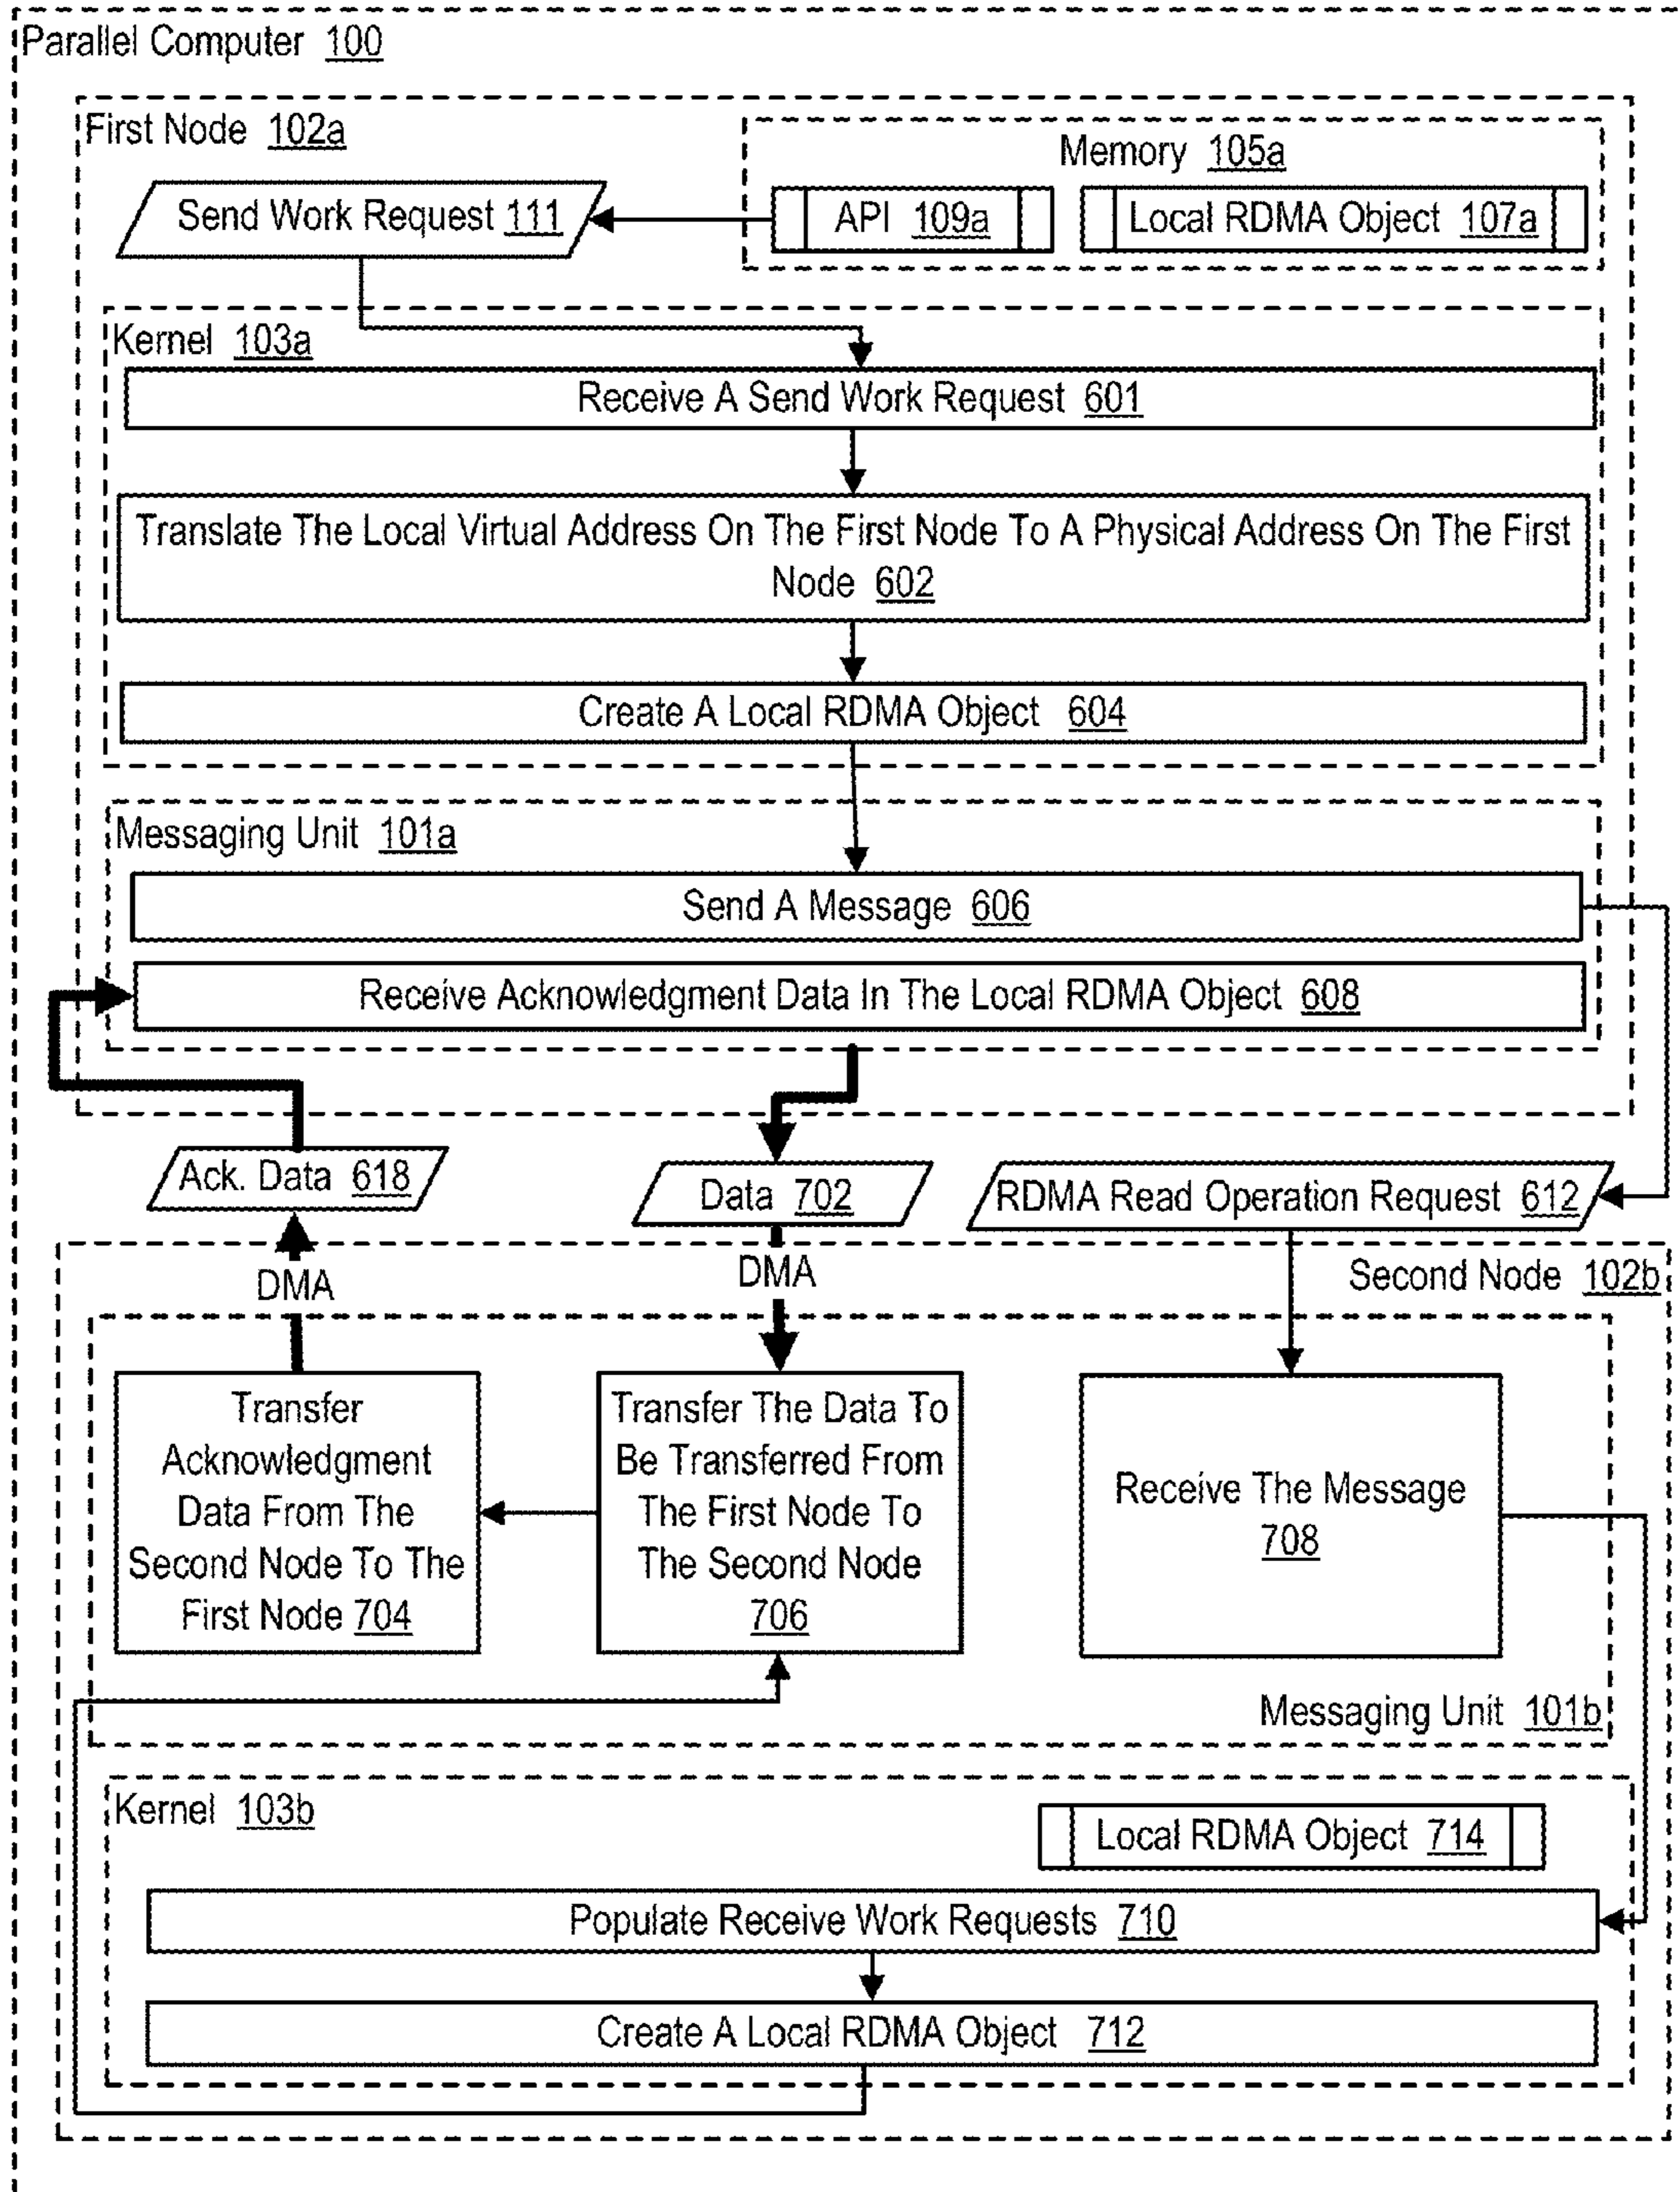 Parallel Computer 100
First Node 102a
Memory 105a
Send Work Request 111
API 109a
Local RDMA Object 107a
Kernel 103a
Receive A Send Work Request 601
Translate The Local Virtual Address On The First Node To A Physical Address On The First
Node 602
Create A Local RDMA Object 604
Messaging Unit 101a
Send A Message 606
Receive Acknowledgment Data In The Local RDMA Object 608
Ack. Data 618
Data 702
RDMA Read Operation Request 612
DMA
DMA
Second Node 102b
Transfer
Acknowledgment
Data From The
Second Node To The
First Node 704
Transfer The Data To
Be Transferred From
The First Node To
The Second Node
706
Receive The Message
708
Messaging Unit 101b
Kernel 103b
Local RDMA Object 714
Populate Receive Work Requests 710
Create A Local RDMA Object 712